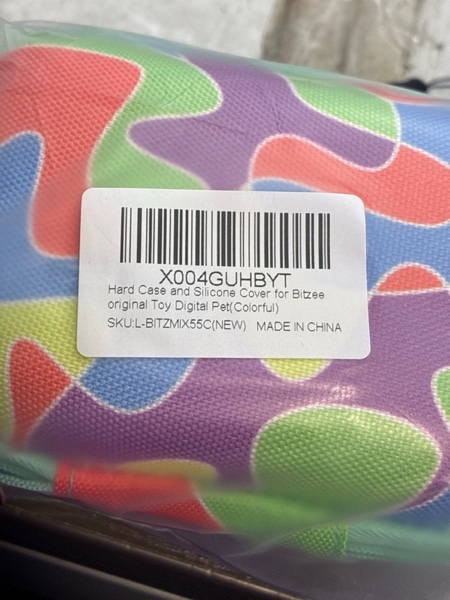 X004GUHBYT
Hard Case and Silicone Cover for Bitzee
original Toy Digital Pet(Colorful)
SKU:L-BITZMIX55C(NEW) MADE IN CHINA